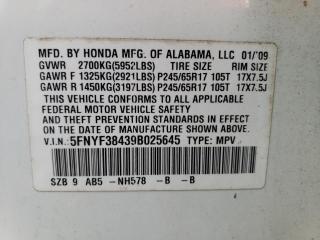 MFD. BY HONDA MFG. OF ALABAMA, LLC 01/'09
GVWR 2700KG(5952LBS) TIRE SIZE RIM SIZE
GAWR F 1325KG(2921LBS) P245/65R17 105T 17X7.5J
GAWR R 1450KG(3197LBS) P245/65R17 105T 17X7.5J
THIS VEHICLE CONFORMS TO ALL APPLICABLE
FEDERAL MOTOR VEHICLE SAFETY AND
THEFT PREVENTION STANDARDS IN EFFECT ON
THE DATE OF MANUFACTURE SHOWN ABOVE.
V.I.N.: 5FNYF38439B025645 TYPE: MPV
SZB 9 AB5 -NH578 -B -B